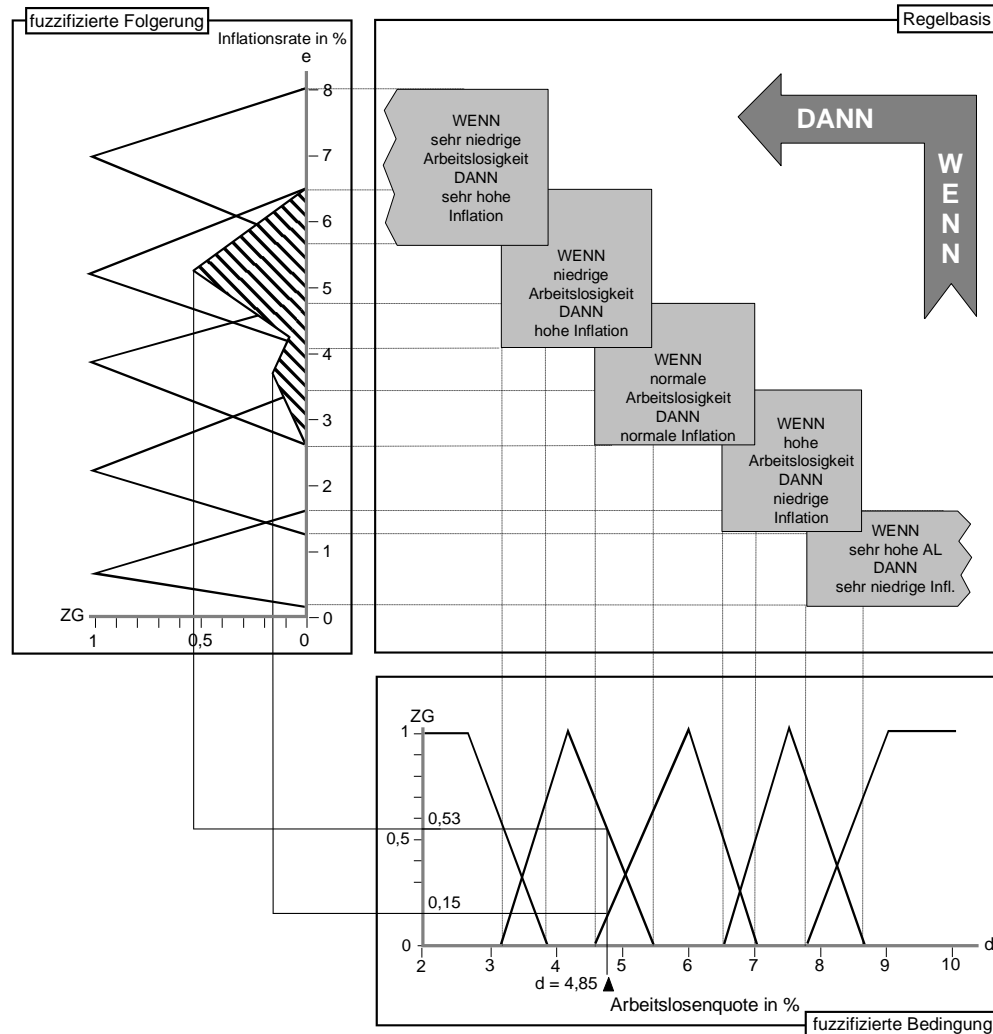 fuzzifizierte Folgerung
Inflationsrate in %
e
8
7
6
5
4
3
2
1
0
ZG
1
0,5
0
Regelbasis
DANN
WENN
WENN
sehr niedrige
Arbeitslosigkeit
DANN
sehr hohe
Inflation
WENN
niedrige
Arbeitslosigkeit
DANN
hohe Inflation
WENN
normale
Arbeitslosigkeit
DANN
normale Inflation
WENN
hohe
Arbeitslosigkeit
DANN
niedrige
Inflation
WENN
sehr hohe AL
DANN
sehr niedrige Infl.
ZG
1
0,53
0,5
0,15
0
2
3
4
5
6
7
8
9
10
d
d = 4,85
Arbeitslosenquote in %
fuzzifizierte Bedingung